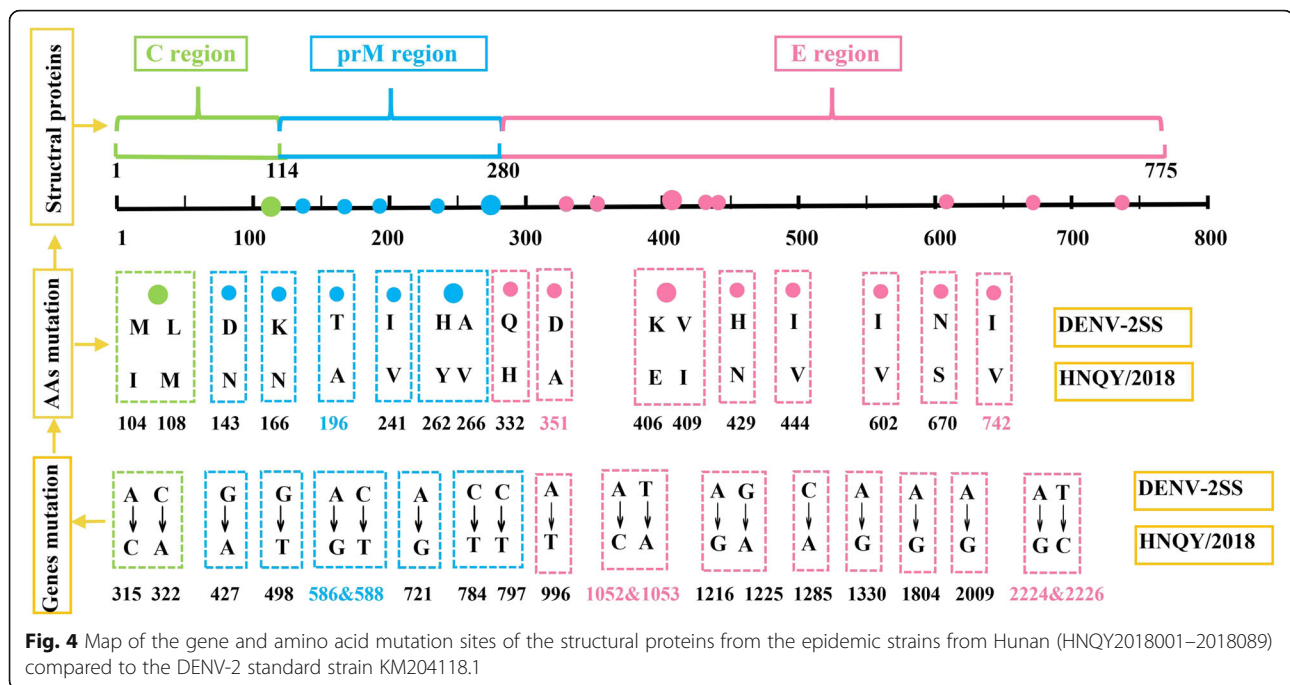 C region prM region E region
Structral proteins
1 114 280 775
1 100 200 300 400 500 600 700 800
AAs mutation
M L D K T I H A Q D K V H I I N I
DENV-2SS
I M N N A V Y V H A E I N V V S V
HNQY/2018
104 108 143 166 196 241 262 266 332 351 406 409 429 444 602 670 742
Genes mutation
A C G G A C A C C A A T A G C A A A A T
DENV-2SS
C A A T G T G T T T C A G A A G G G G C
HNQY/2018
315 322 427 498 586&588 721 784 797 996 1052&1053 1216 1225 1285 1330 1804 2009 2224&2226
Fig. 4 Map of the gene and amino acid mutation sites of the structural proteins from the epidemic strains from Hunan (HNQY2018001–2018089)
compared to the DENV-2 standard strain KM204118.1